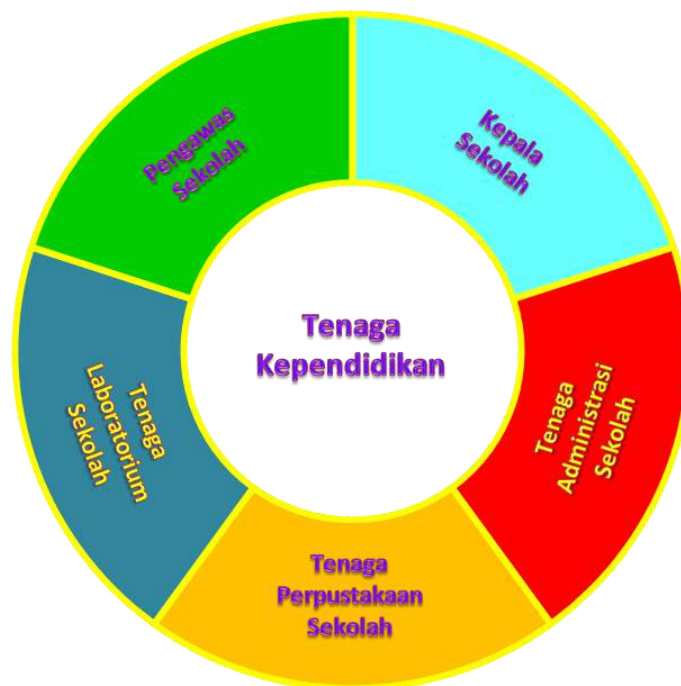 Tenaga
Kependidikan
Kepala
Sekolah
Tenaga
Administrasi
Sekolah
Tenaga
Perpustakaan
Sekolah
Tenaga
Laboratorium
Sekolah
Pengawas
Sekolah